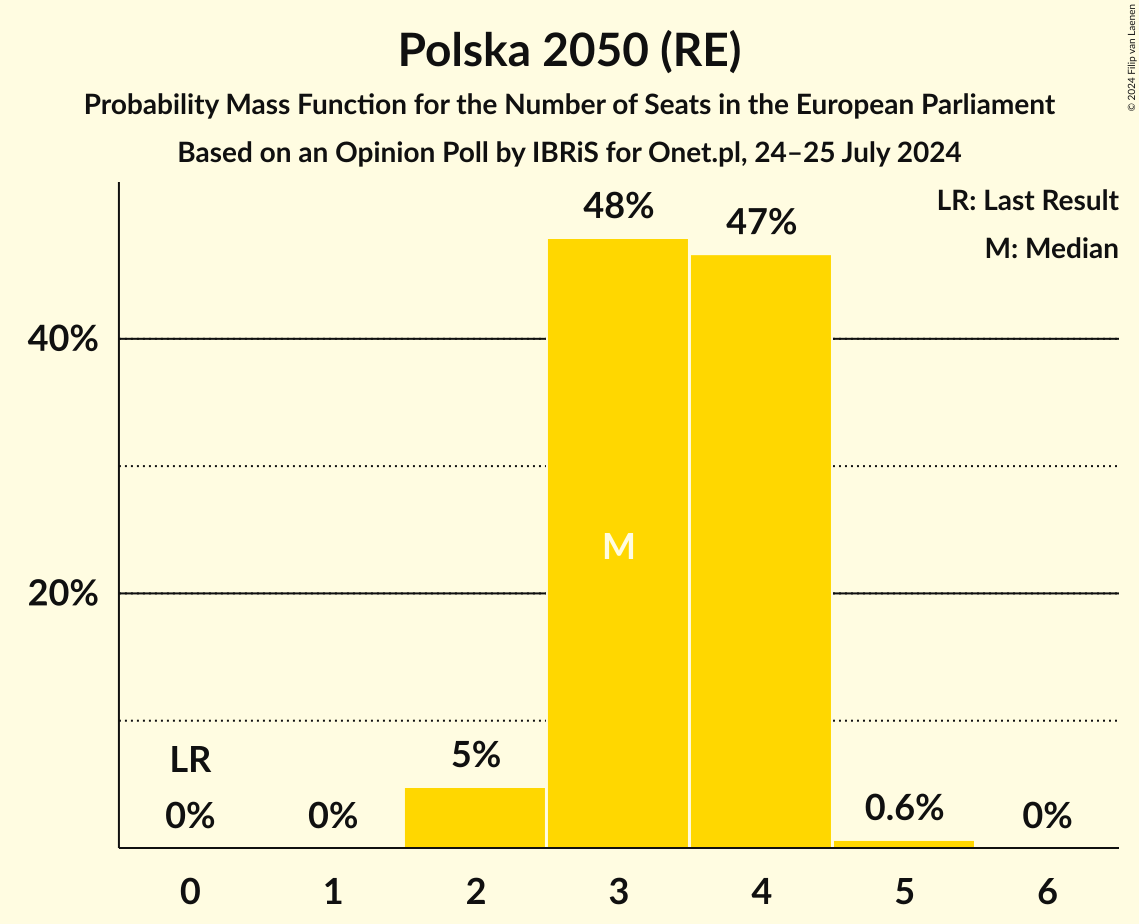 Polska 2050 (RE)
Probability Mass Function for the Number of Seats in the European Parliament
Based on an Opinion Poll by IBRiS for Onet.pl, 24–25 July 2024
© 2024 Filip van Laenen
LR: Last Result
M: Median
48%
47%
40%
M
20%
LR
5%
0%
0%
0.6%
0%
0
1
2
3
4
5
6